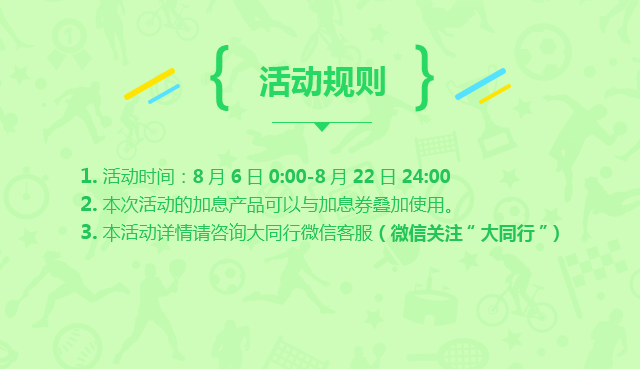 { 活动规则 }
1. 活动时间：8 月 6 日 0:00-8 月 22 日 24:00
2. 本次活动的加息产品可以与加息券叠加使用。
3. 本活动详情请咨询大同行微信客服（微信关注“ 大同行 ”）